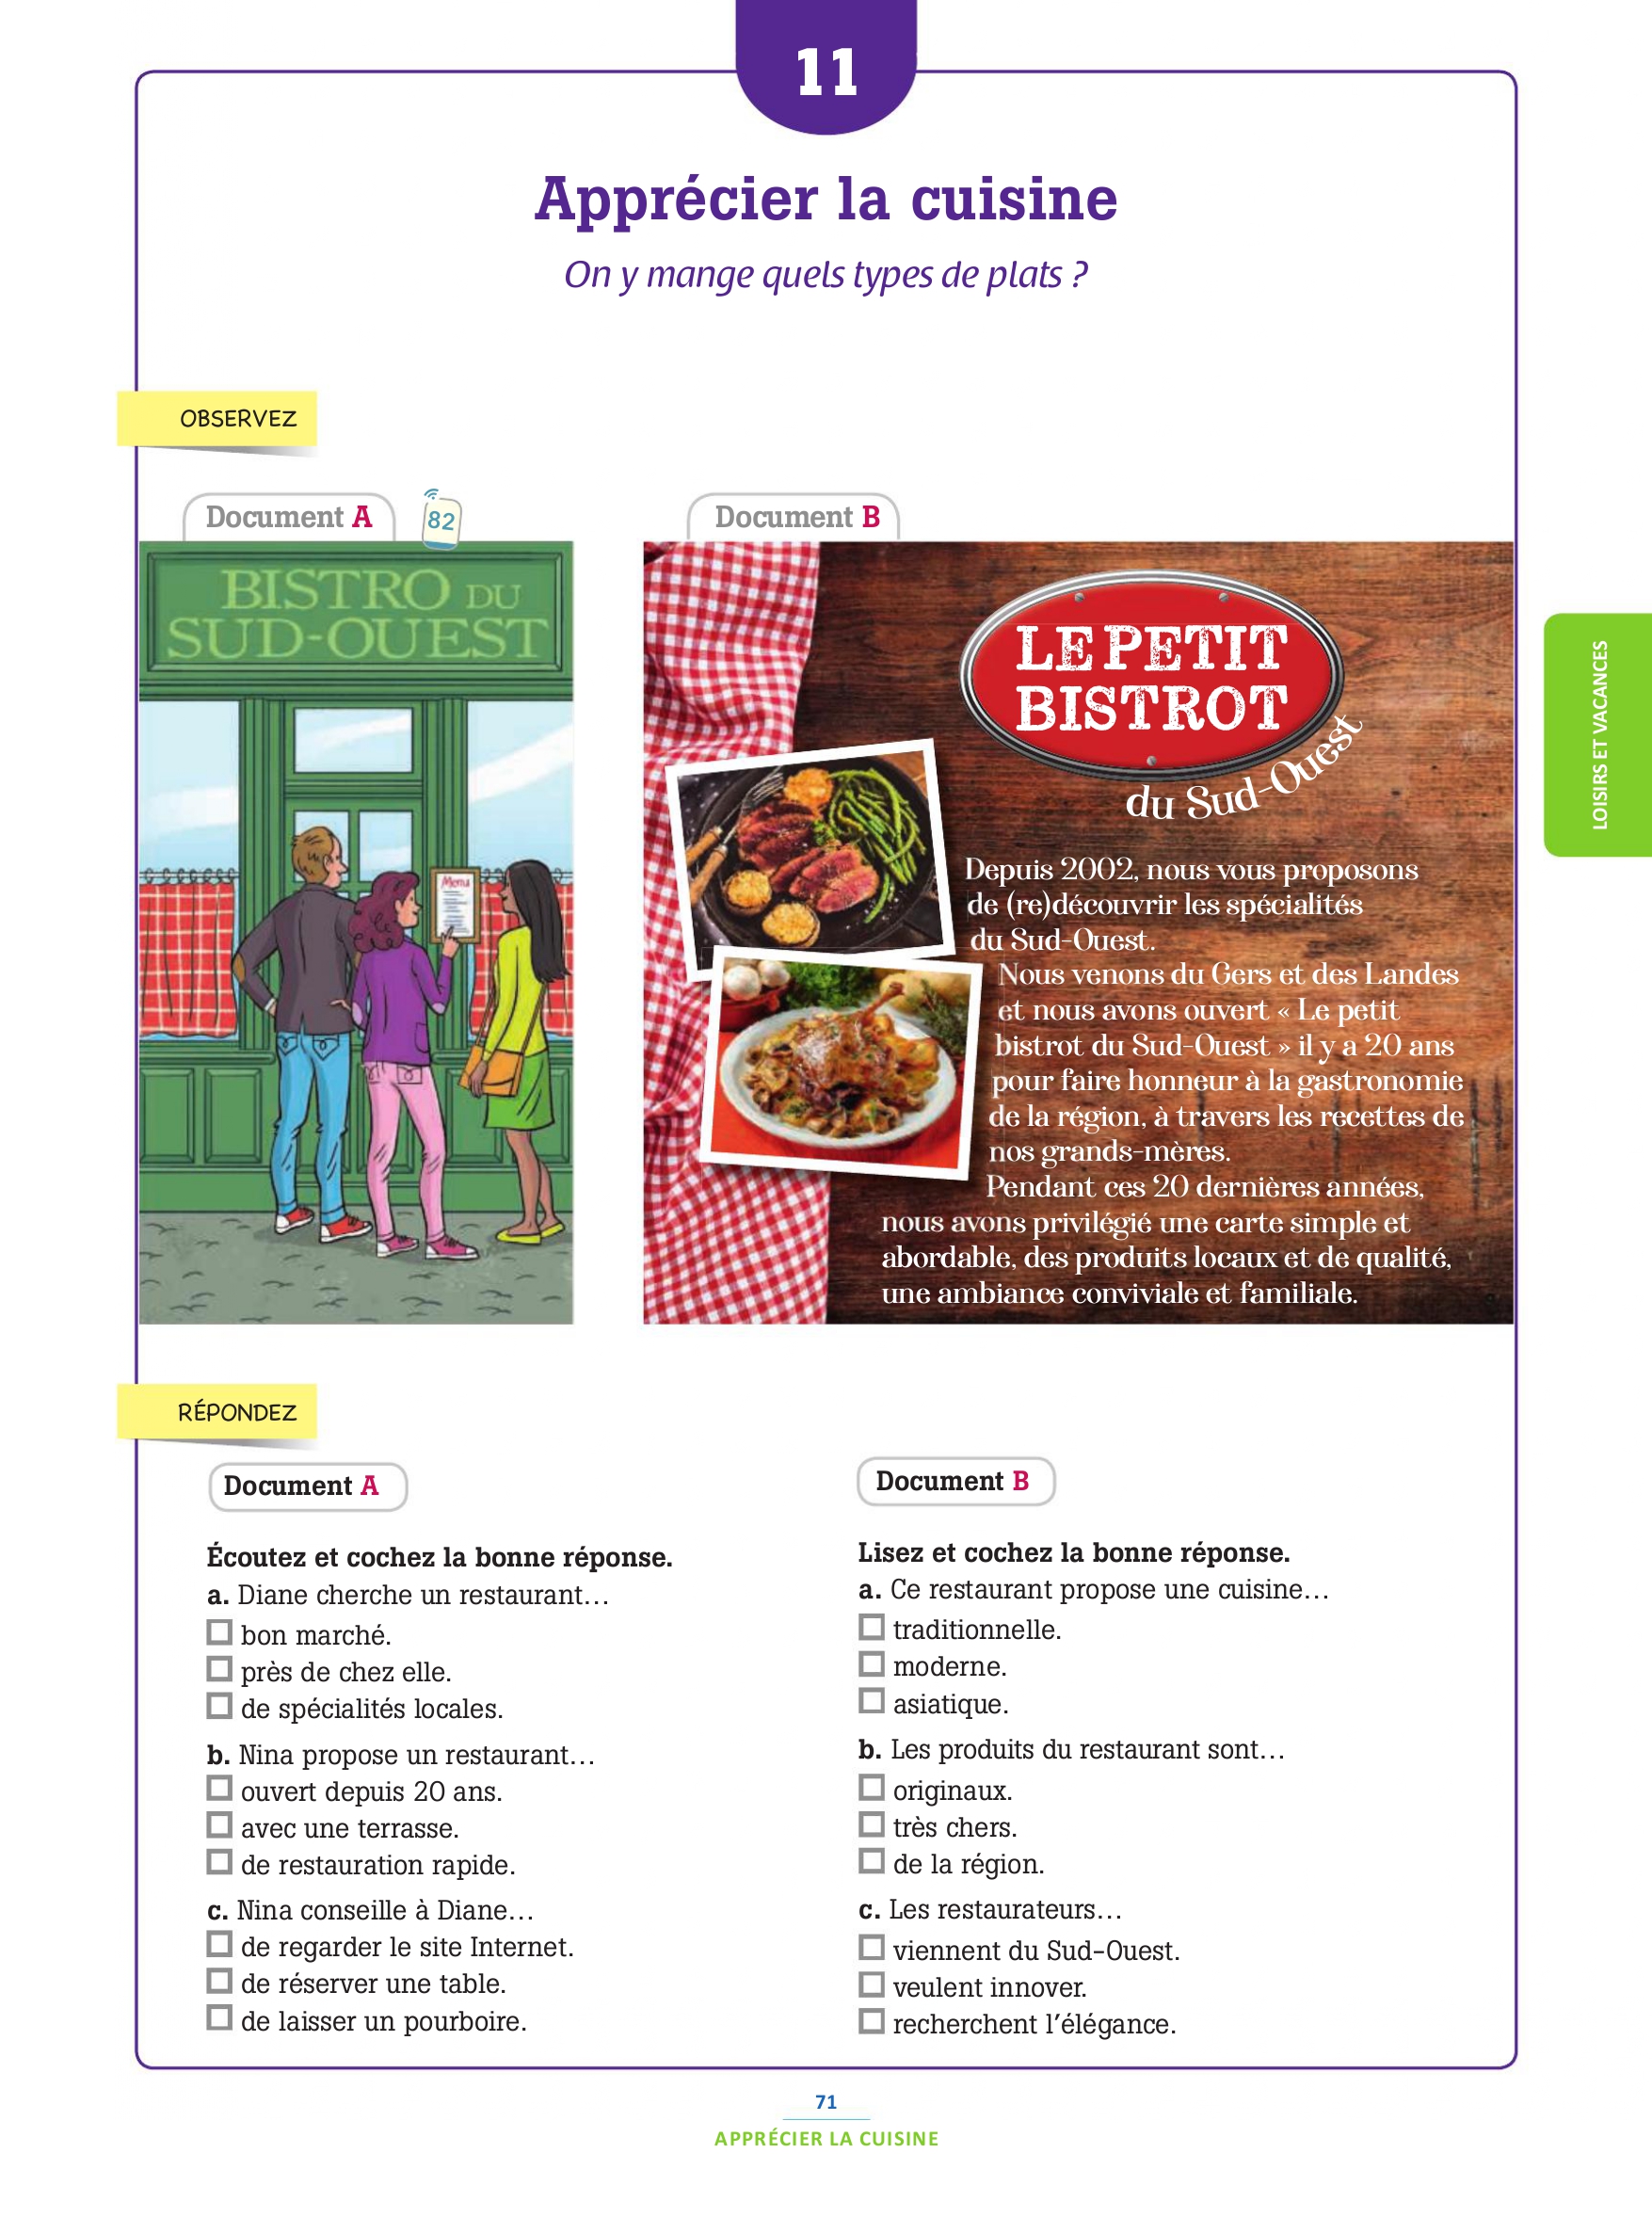 11
Apprécier la cuisine
On y mange quels types de plats ?
OBSERVEZ
Document A
82
BISTRO DU
SUD-OUEST
Menu
Document B
LE PETIT
BISTROT
du Sud-Ouest
Depuis 2002, nous vous proposons
de (re)découvrir les spécialités
du Sud-Ouest.
Nous venons du Gers et des Landes
et nous avons ouvert « Le petit
bistrot du Sud-Ouest » il y a 20 ans
pour faire honneur à la gastronomie
de la région, à travers les recettes de
nos grands-mères.
Pendant ces 20 dernières années,
nous avons privilégié une carte simple et
abordable, des produits locaux et de qualité,
une ambiance conviviale et familiale.
LOISIRS ET VACANCES
RÉPONDEZ
Document A
Écoutez et cochez la bonne réponse.
a. Diane cherche un restaurant…
bon marché.
près de chez elle.
de spécialités locales.
b. Nina propose un restaurant…
ouvert depuis 20 ans.
avec une terrasse.
de restauration rapide.
c. Nina conseille à Diane…
de regarder le site Internet.
de réserver une table.
de laisser un pourboire.
Document B
Lisez et cochez la bonne réponse.
a. Ce restaurant propose une cuisine…
traditionnelle.
moderne.
asiatique.
b. Les produits du restaurant sont…
originaux.
très chers.
de la région.
c. Les restaurateurs…
viennent du Sud-Ouest.
veulent innover.
recherchent l'élégance.
71
APPRÉCIER LA CUISINE